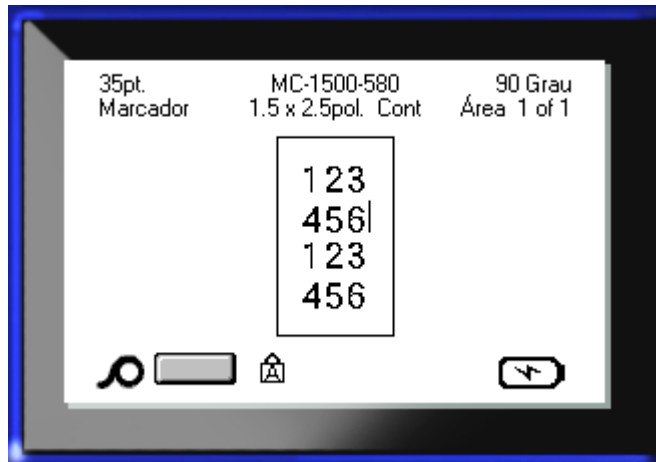 35pt. MC-1500-580 90 Grau
Marcador 1.5 x 2.5pol. Cont Área 1 of 1
123
456
123
456
A